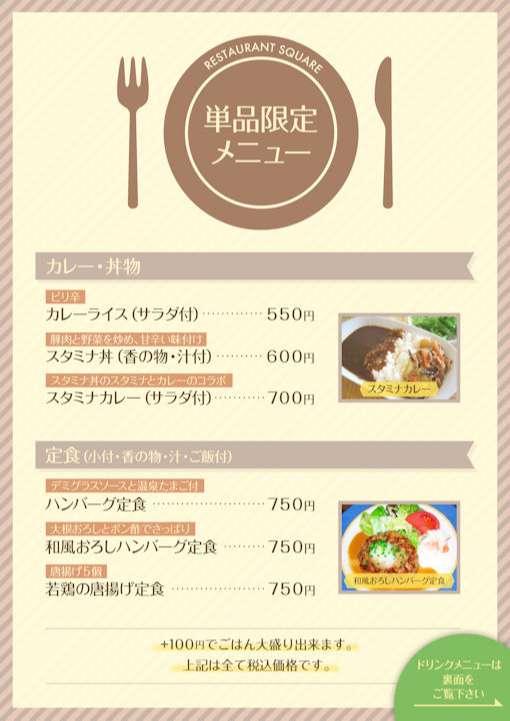 RESTAURANT SQUARE
単品限定
メニュー
カレー・丼物
ピリ辛
カレーライス（サラダ付）…………550円
豚肉と野菜を炒め、甘辛い味付け
スタミナ丼（香の物・汁付）…………600円
スタミナ丼のスタミナとカレーのコラボ
スタミナカレー（サラダ付）…………700円
スタミナカレー
定食（小付・香の物・汁・ご飯付）
デミグラスソースと温泉たまご付
ハンバーグ定食…………750円
大根おろしとポン酢でさっぱり
和風おろしハンバーグ定食…………750円
唐揚げ5個
若鶏の唐揚げ定食…………750円
和風おろしハンバーグ定食
+100円でごはん大盛り出来ます。
上記は全て税込価格です。
ドリンクメニューは
裏面を
ご覧下さい